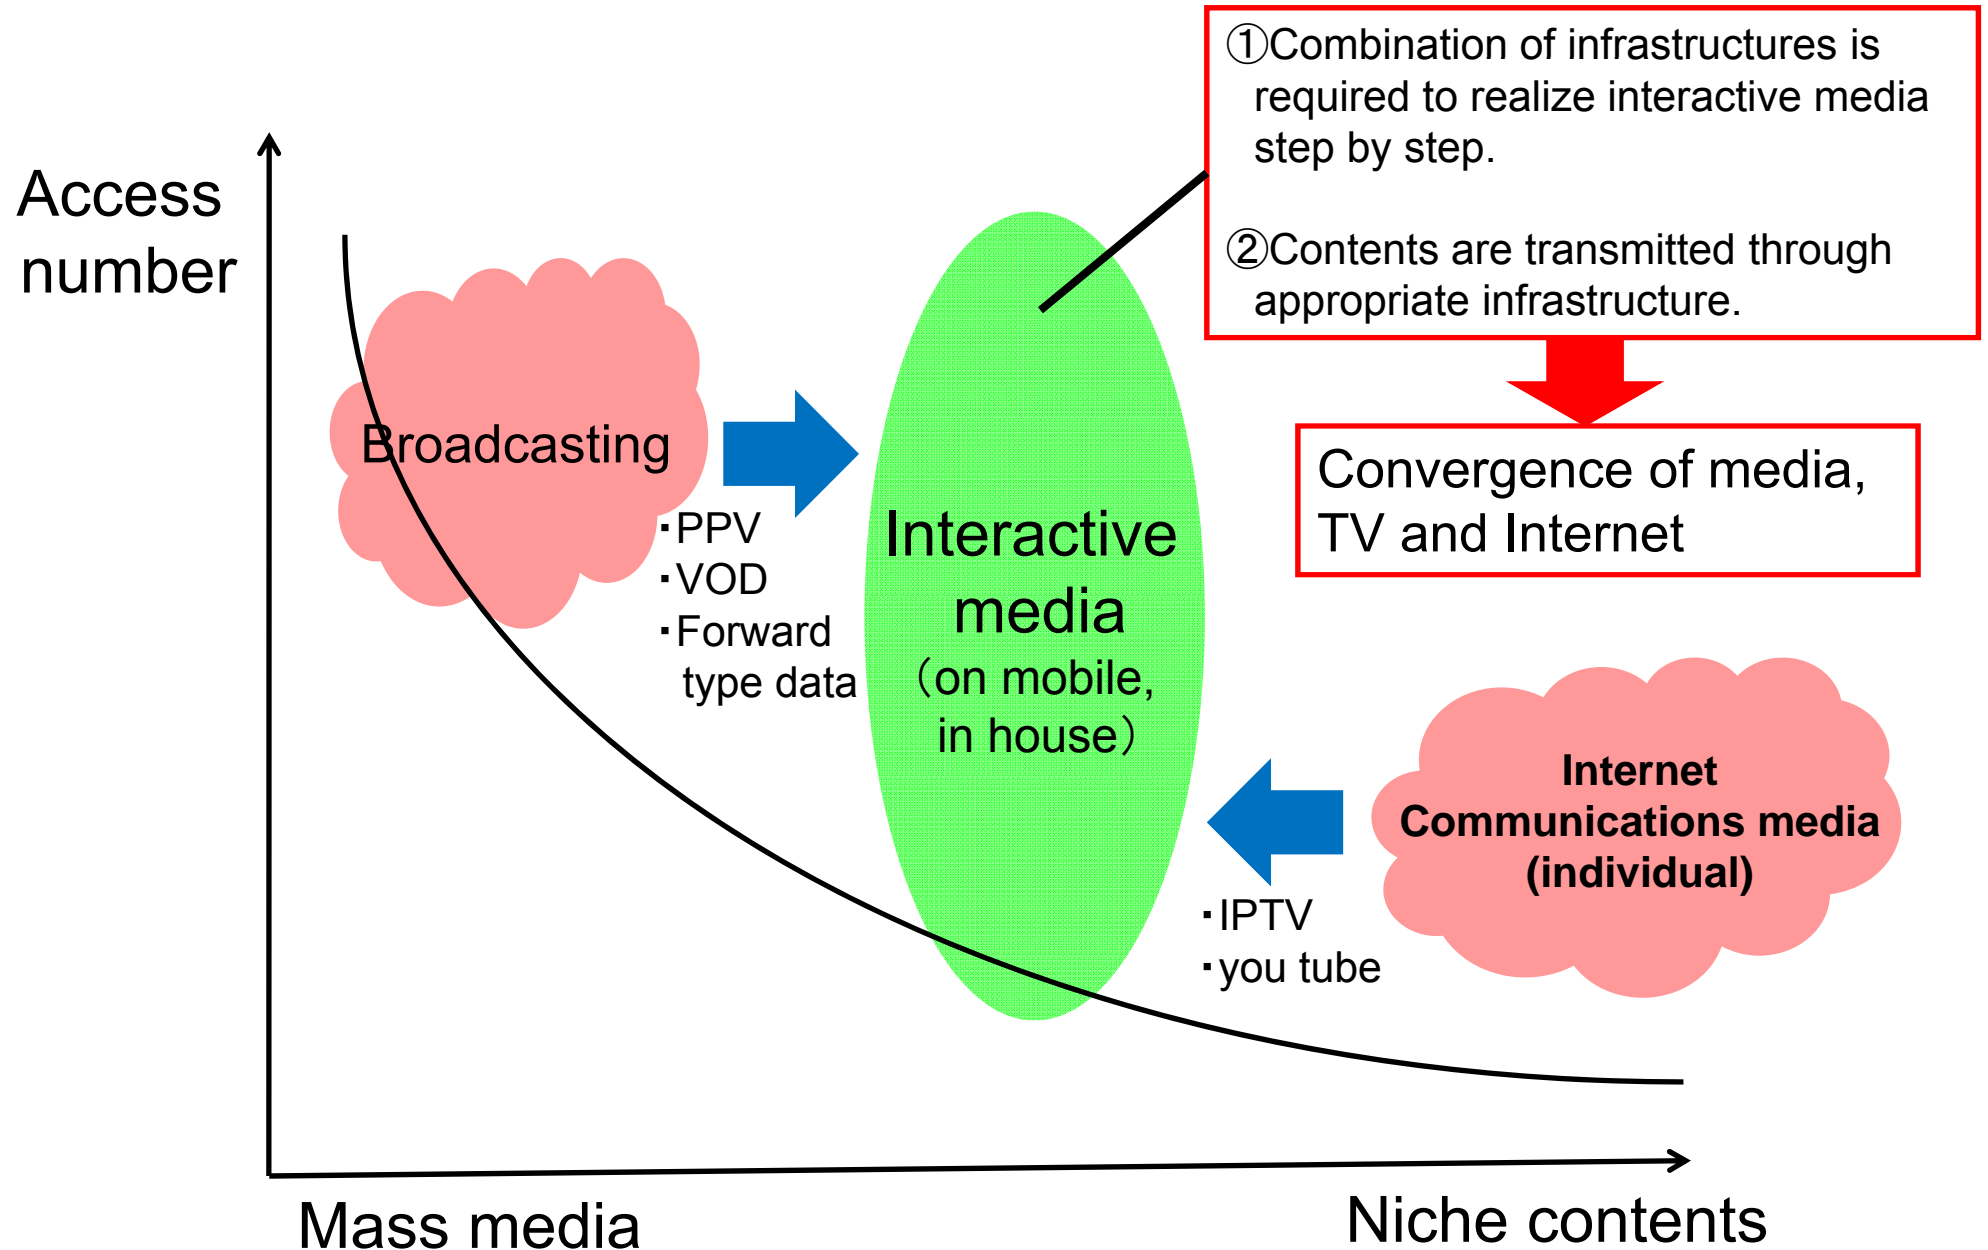 ①Combination of infrastructures is
required to realize interactive media
step by step.
②Contents are transmitted through
appropriate infrastructure.
Access
number
Broadcasting
・PPV
・VOD
・Forward
type data
Interactive
media
（on mobile,
in house）
Convergence of media,
TV and Internet
Internet
Communications media
(individual)
・IPTV
・you tube
Mass media
Niche contents